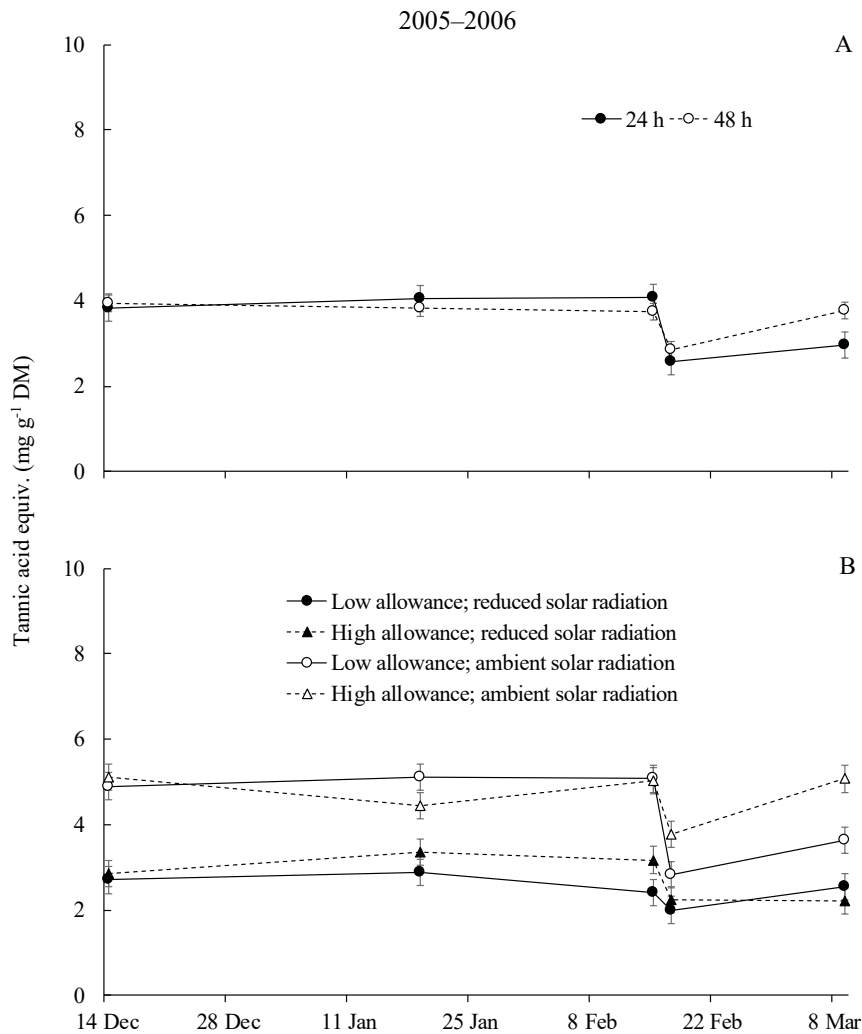 2005–2006
A
10
8
6
4
2
0
24 h 48 h
Tannic acid equiv. (mg g⁻¹ DM)
B
10
8
6
4
2
0
Low allowance; reduced solar radiation
High allowance; reduced solar radiation
Low allowance; ambient solar radiation
High allowance; ambient solar radiation
14 Dec 28 Dec 11 Jan 25 Jan 8 Feb 22 Feb 8 Mar